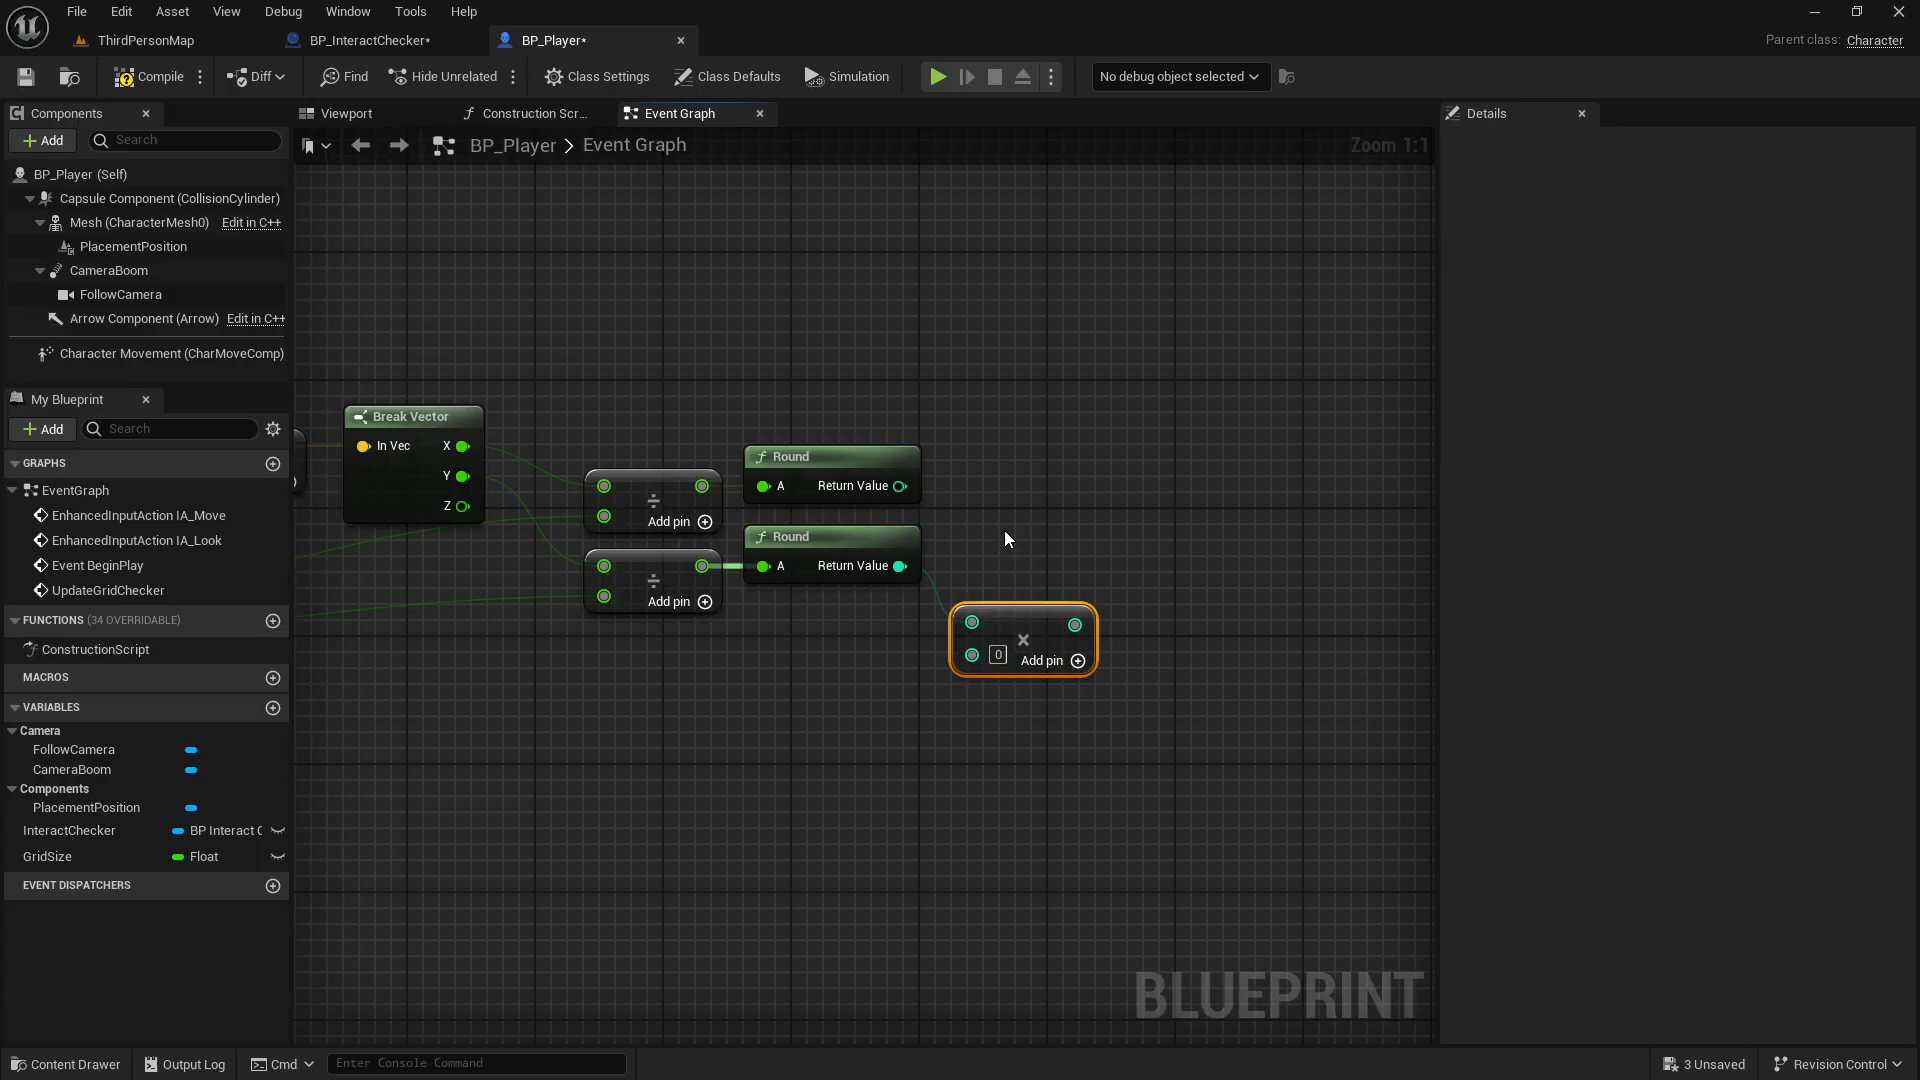 File Edit Asset View Debug Window Tools Help
ThirdPersonMap BP_InteractChecker* BP_Player* Parent class: Character
Compile Diff Find Hide Unrelated Class Settings Class Defaults Simulation No debug object selected
Components Viewport Construction Scr... Event Graph Details
Add Search BP_Player > Event Graph Zoom 1:1
BP_Player (Self)
Capsule Component (CollisionCylinder)
Mesh (CharacterMesh0) Edit in C++
PlacementPosition
CameraBoom
FollowCamera
Arrow Component (Arrow) Edit in C++
Character Movement (CharMoveComp)
My Blueprint
Add Search
GRAPHS
EventGraph
EnhancedInputAction IA_Move
EnhancedInputAction IA_Look
Event BeginPlay
UpdateGridChecker
FUNCTIONS (34 OVERRIDABLE)
ConstructionScript
MACROS
VARIABLES
Camera
FollowCamera
CameraBoom
Components
PlacementPosition
InteractChecker BP Interact C
GridSize Float
EVENT DISPATCHERS
Break Vector
In Vec X
Y
Z
÷
Add pin
÷
Add pin
Round
A Return Value
Round
A Return Value
×
0 Add pin
BLUEPRINT
Content Drawer Output Log Cmd Enter Console Command 3 Unsaved Revision Control